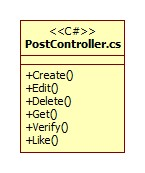 <<C#>>
PostController.cs
+Create()
+Edit()
+Delete()
+Get()
+Verify()
+Like()